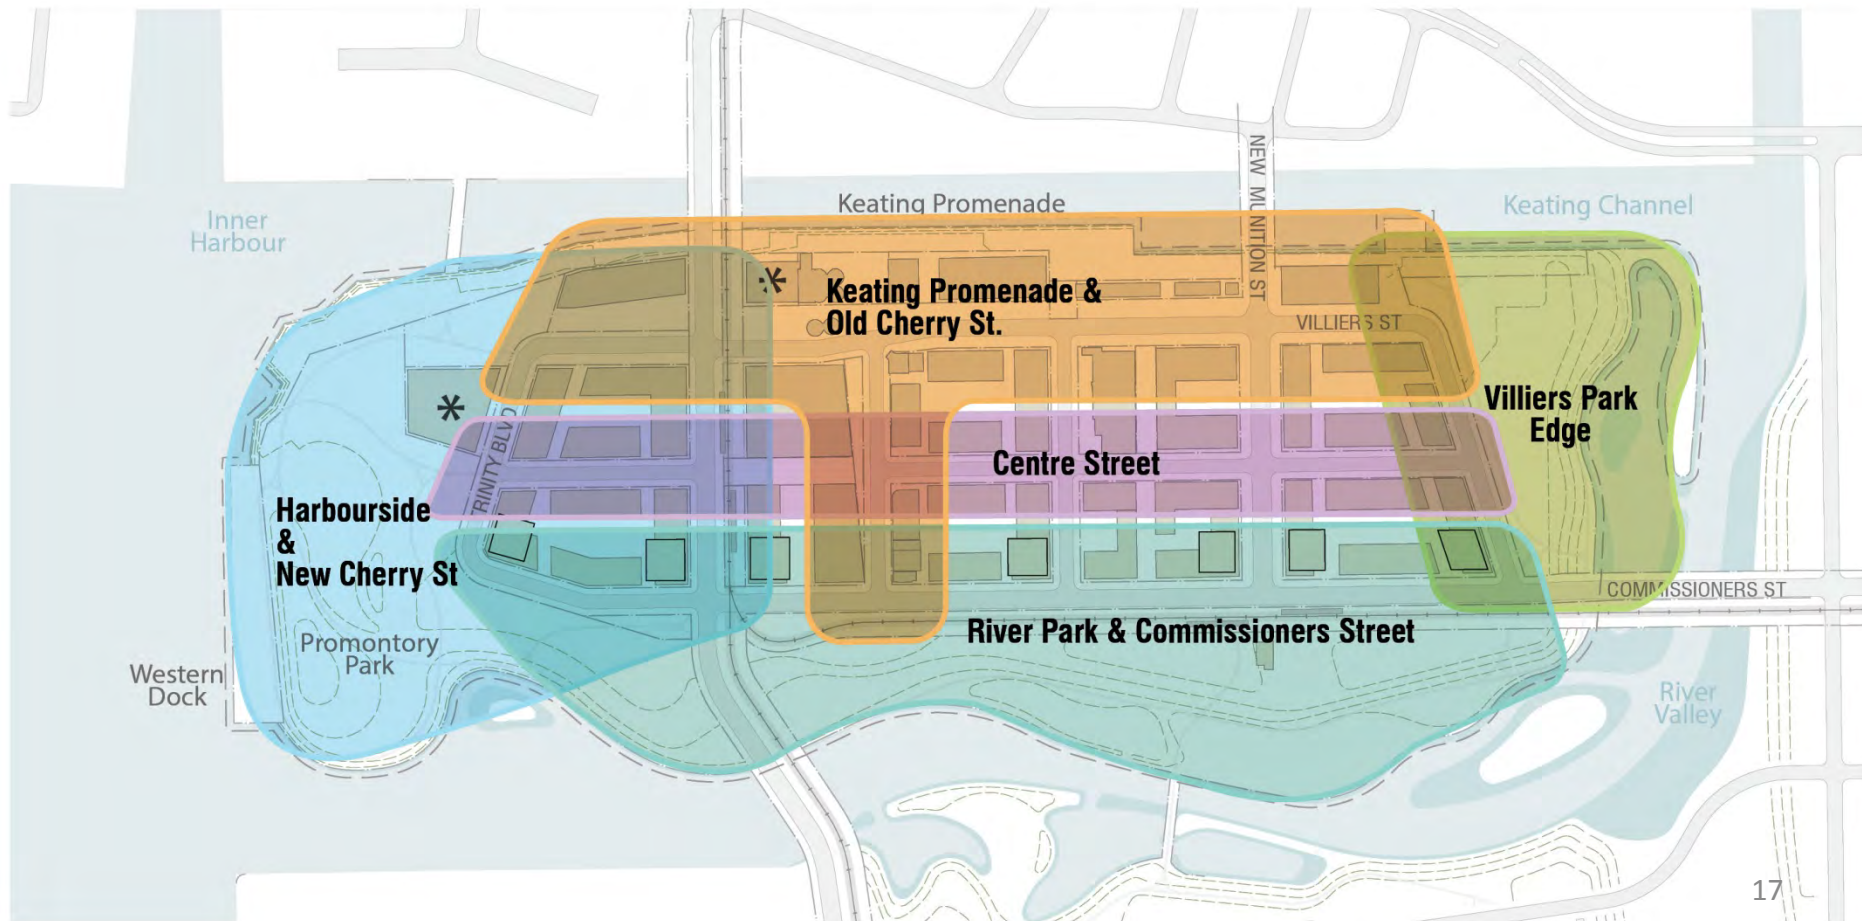 Inner
Harbour
Keating Promenade
NEW MUNITION ST
Keating Channel
Keating Promenade &
Old Cherry St.
VILLIERS ST
*
*
Villiers Park
Edge
TRINITY BLVD
Centre Street
Harbourside
&
New Cherry St
COMMISSIONERS ST
River Park & Commissioners Street
Promontory
Park
Western
Dock
River
Valley
17